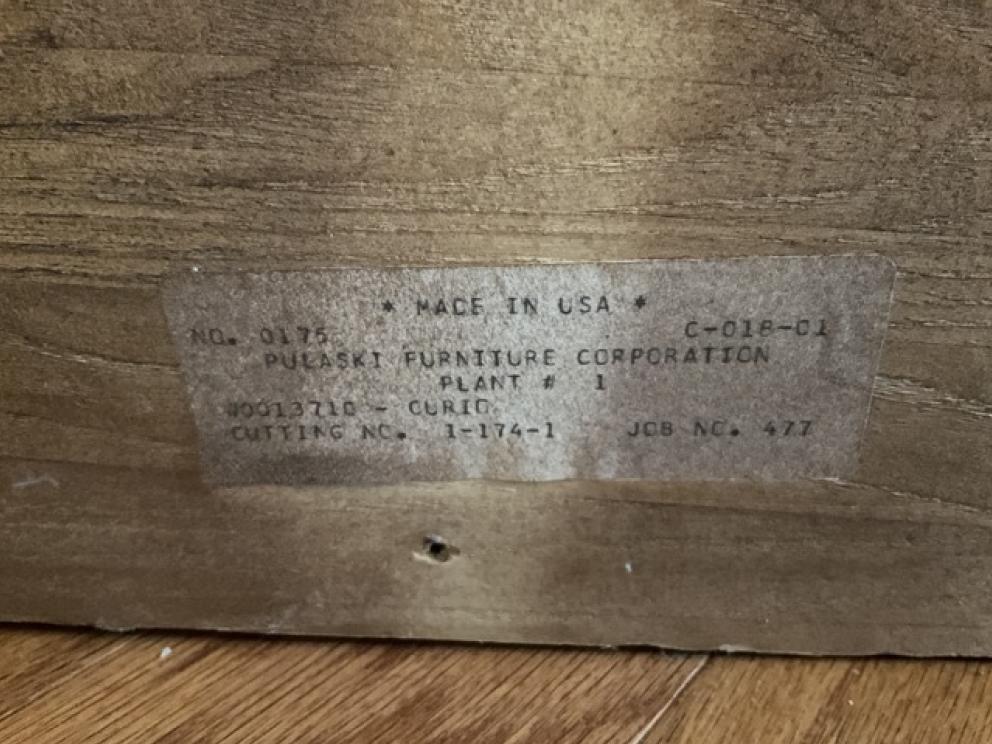 * MADE IN USA *
NO. 0175 C-018-01
PULASKI FURNITURE CORPORATION
PLANT # 1
#0013710 - CURIO
CUTTING NO. 1-174-1 JOB NO. 477